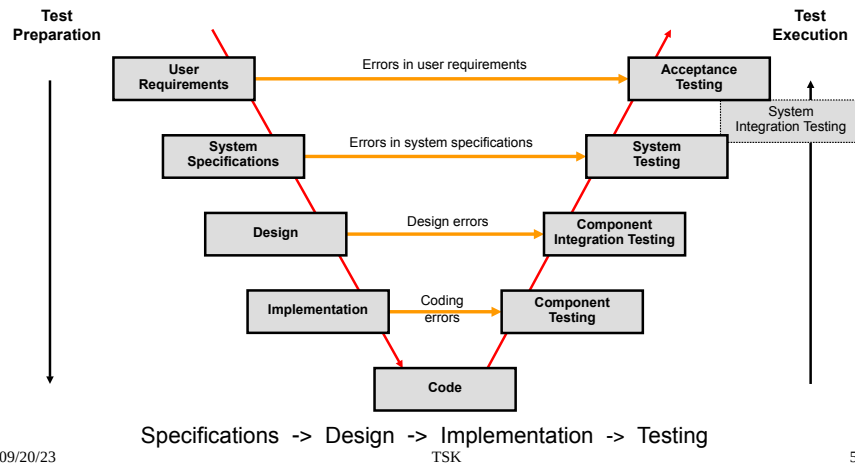 Test
Preparation
Test
Execution
User
Requirements
Errors in user requirements
Acceptance
Testing
System
Integration Testing
System
Specifications
Errors in system specifications
System
Testing
Design
Design errors
Component
Integration Testing
Implementation
Coding
errors
Component
Testing
Code
Specifications -> Design -> Implementation -> Testing
09/20/23
TSK
5